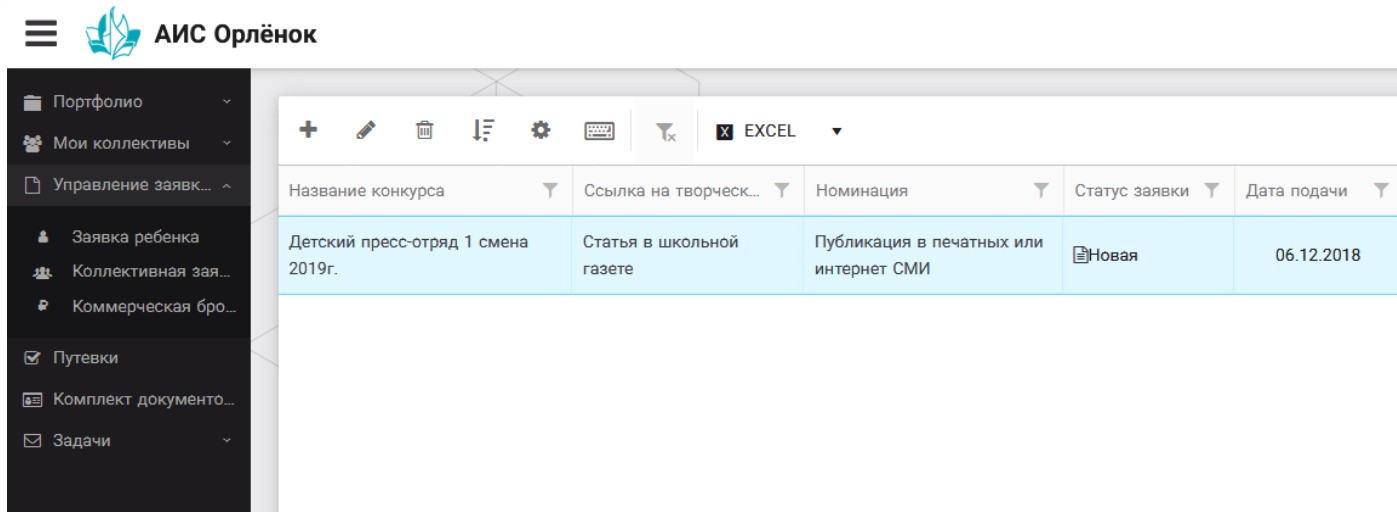 АИС Орлёнок
Портфолио
Мои коллективы
Управление заявк...
Заявка ребенка
Коллективная зая...
Коммерческая бро...
Путевки
Комплект документо...
Задачи
EXCEL
Название конкурса Ссылка на творческ... Номинация Статус заявки Дата подачи
Детский пресс-отряд 1 смена Статья в школьной Публикация в печатных или Новая 06.12.2018
2019г. газете интернет СМИ